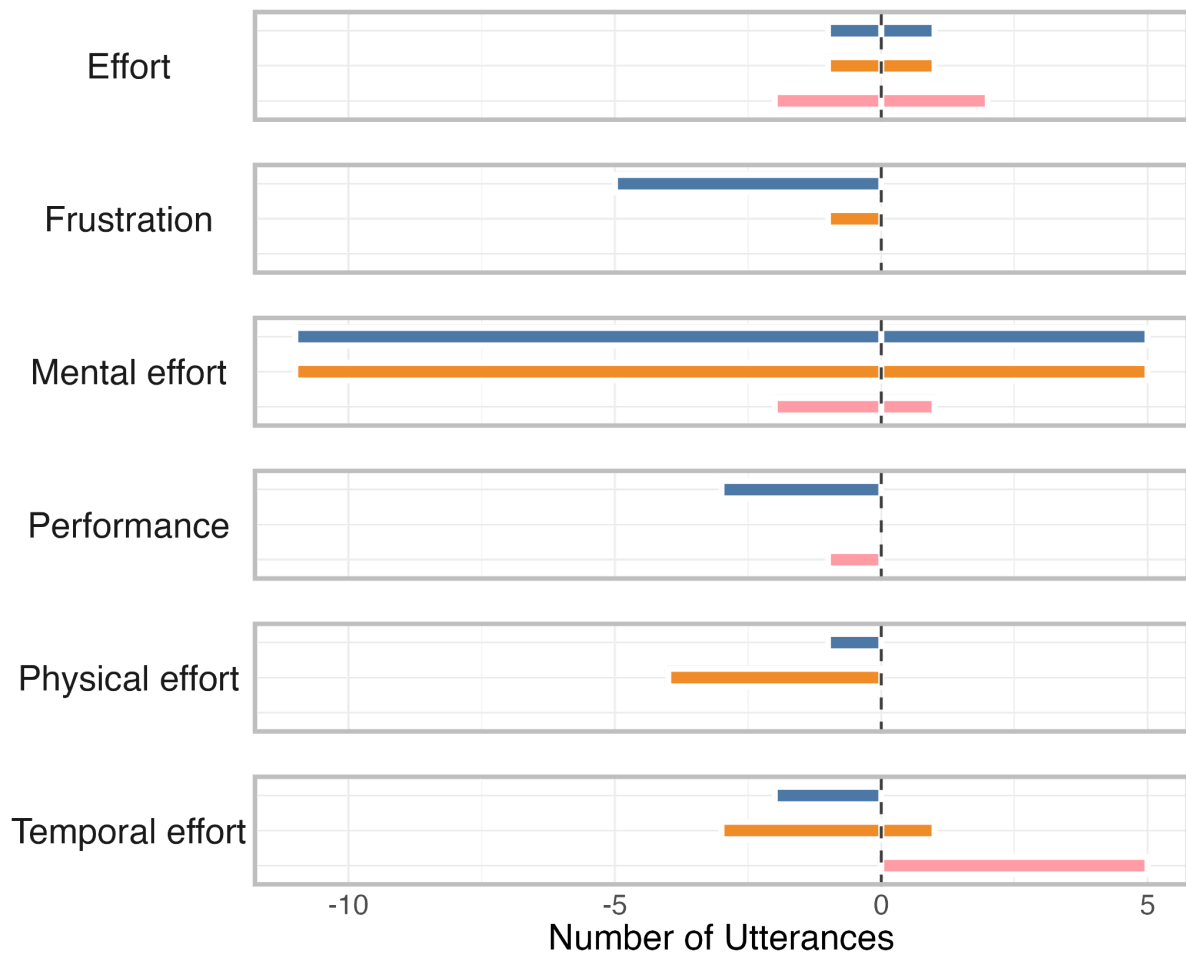 Effort
Frustration
Mental effort
Performance
Physical effort
Temporal effort
-10 -5 0 5
Number of Utterances